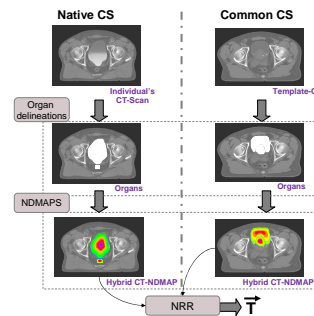 Native CS
Common CS
Individual's
CT-Scan
Template-C
Organ
delineations
Organs
Organs
NDMAPS
Hybrid CT-NDMAP
Hybrid CT-NDMAP
NRR
T